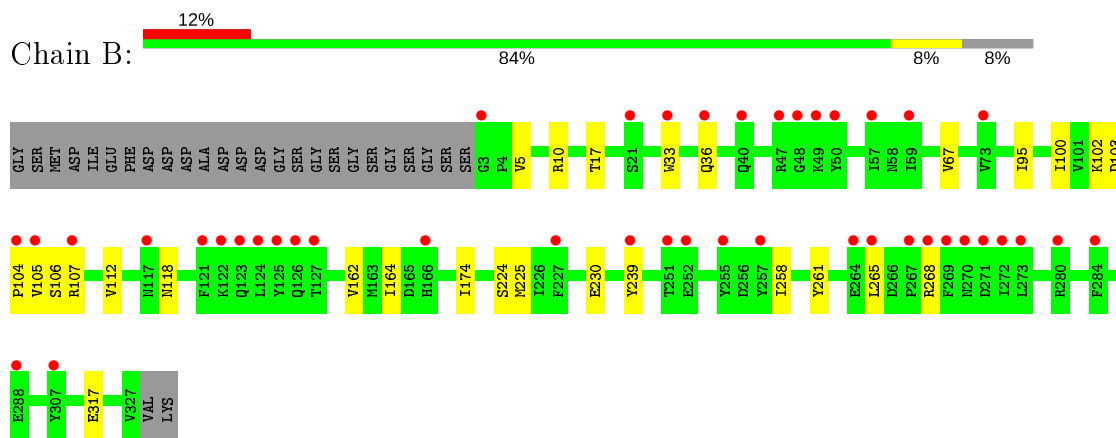 12%
Chain B:
84% 8% 8%
GLY SER MET ASP ILE GLU PHE ASP ASP ASP ALA ASP ASP ASP GLY SER GLY SER GLY SER GLY SER GLY SER SER G3 P4 V5 R10 T17 S21 W33 Q36 Q40 R47 G48 K49 Y50 I57 N58 I59 V67 V73 I95 I100 V101 K102 D103
P104 V105 S106 R107 V112 N117 N118 F121 K122 Q123 L124 Y125 Q126 T127 V162 M163 I164 D165 H166 I174 S224 M225 I226 F227 E230 Y239 T251 E252 Y255 D256 Y257 I258 Y261 E264 L265 D266 P267 R268 F269 N270 D271 I272 L273 R280 F284
E288 Y307 E317 V327 VAL LYS